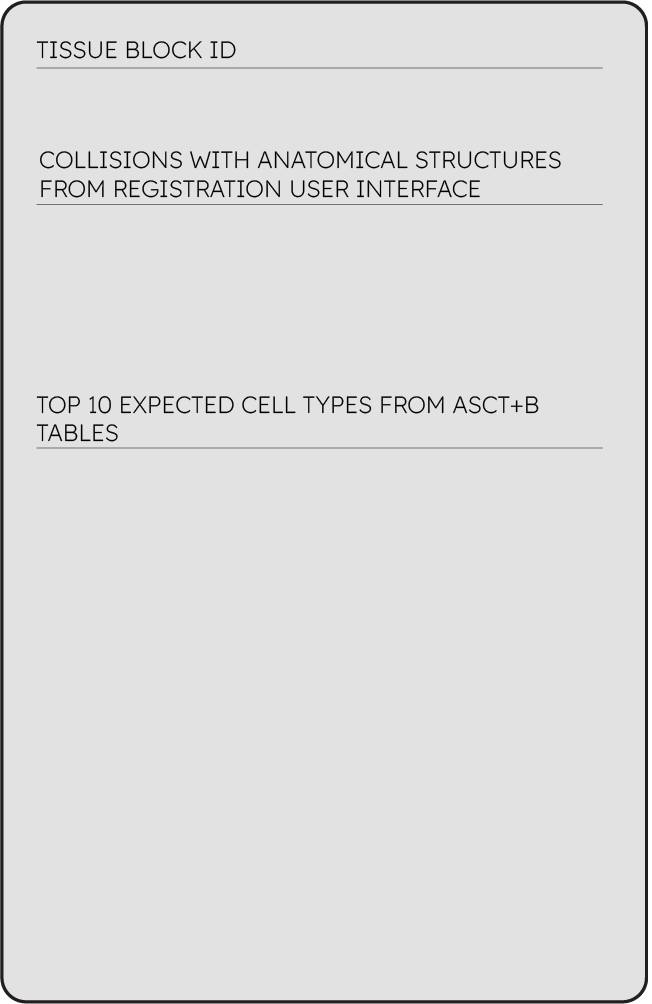 TISSUE BLOCK ID
COLLISIONS WITH ANATOMICAL STRUCTURES
FROM REGISTRATION USER INTERFACE
TOP 10 EXPECTED CELL TYPES FROM ASCT+B
TABLES